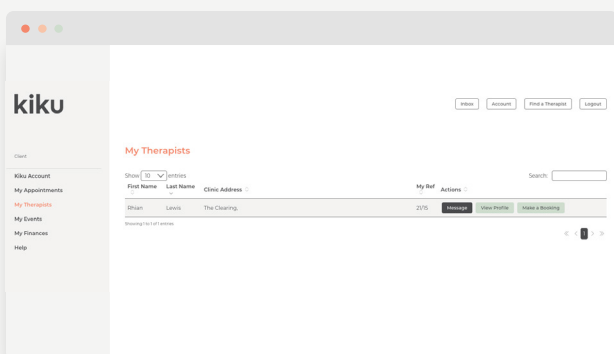 kiku
Inbox Account Find a Therapist Logout
Client
Kiku Account
My Appointments
My Therapists
My Events
My Finances
Help
My Therapists
Show 10 entries Search:
First Name Last Name Clinic Address My Ref Actions
Rhian Lewis The Clearing, 2115 Message View Profile Make a Booking
Showing 1 to 1 of 1 entries
1